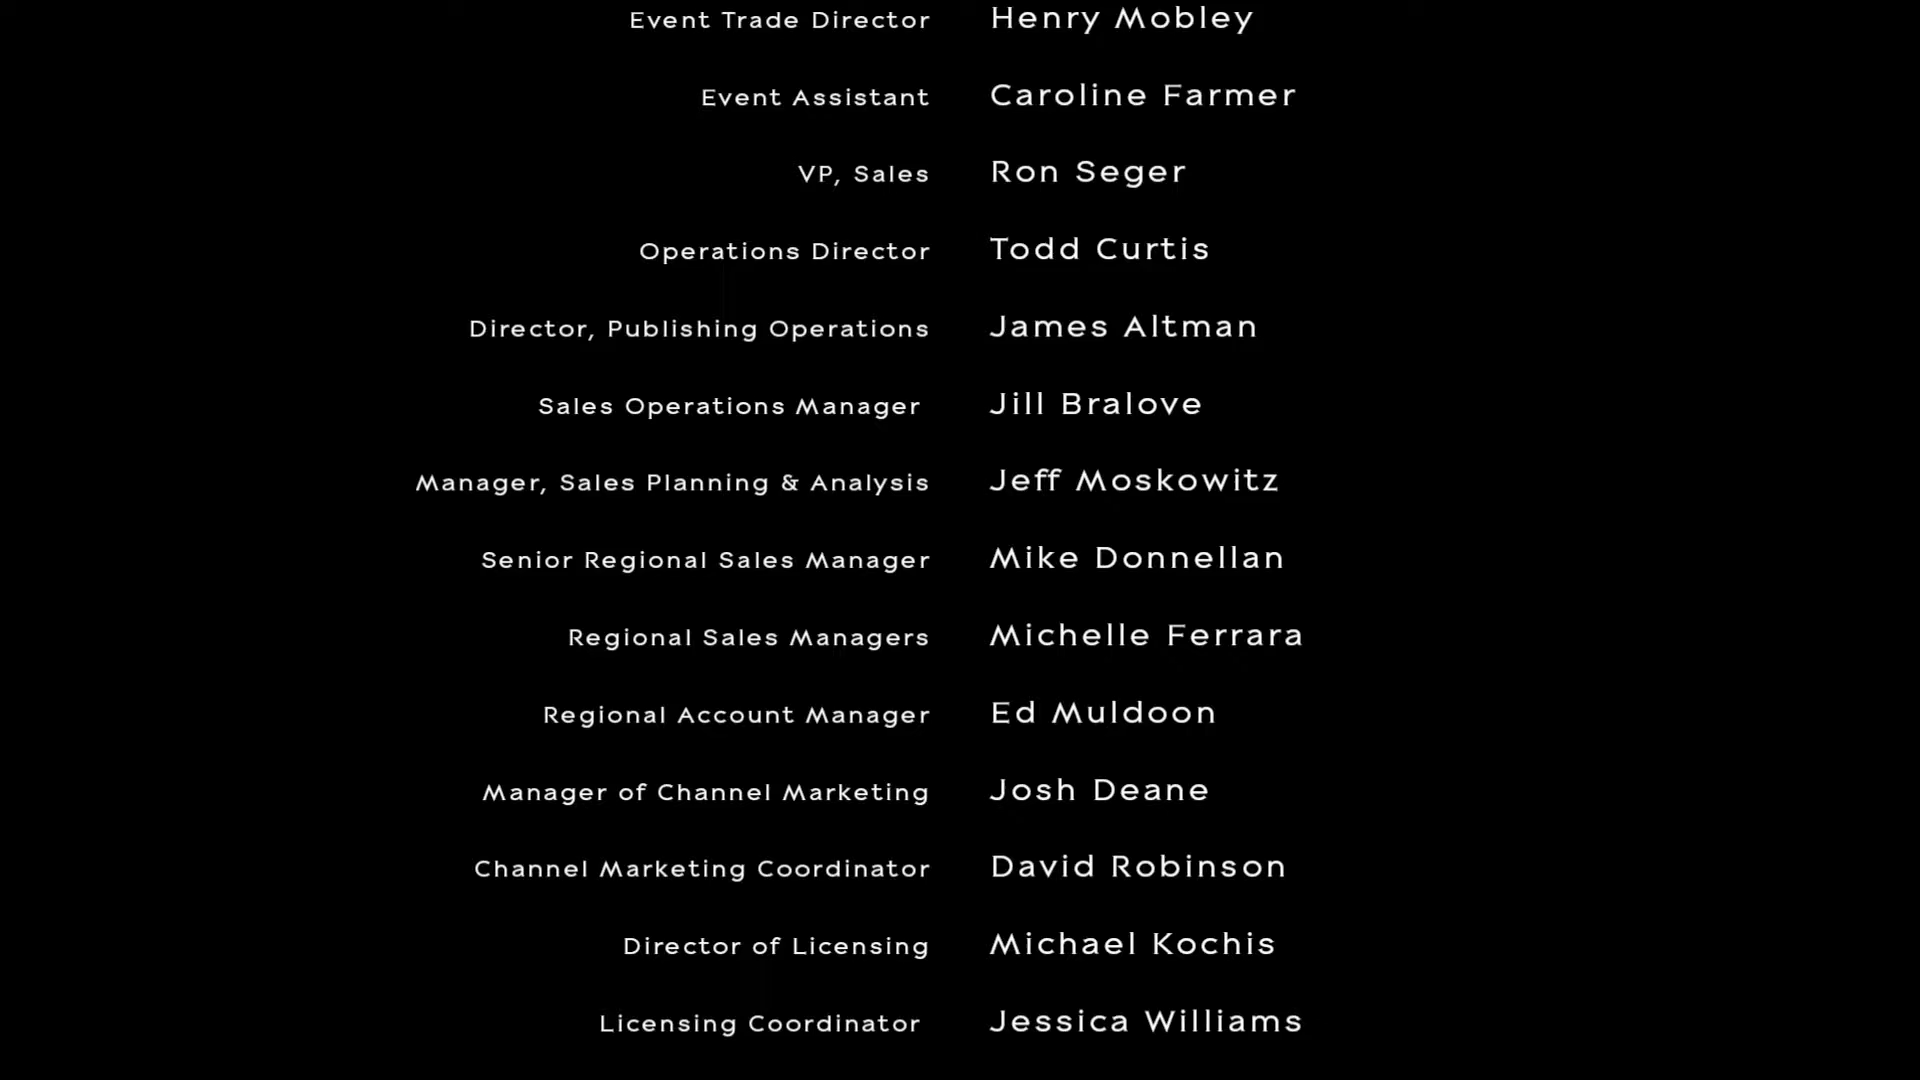 Event Trade Director Henry Mobley
Event Assistant Caroline Farmer
VP, Sales Ron Seger
Operations Director Todd Curtis
Director, Publishing Operations James Altman
Sales Operations Manager Jill Bralove
Manager, Sales Planning & Analysis Jeff Moskowitz
Senior Regional Sales Manager Mike Donnellan
Regional Sales Managers Michelle Ferrara
Regional Account Manager Ed Muldoon
Manager of Channel Marketing Josh Deane
Channel Marketing Coordinator David Robinson
Director of Licensing Michael Kochis
Licensing Coordinator Jessica Williams